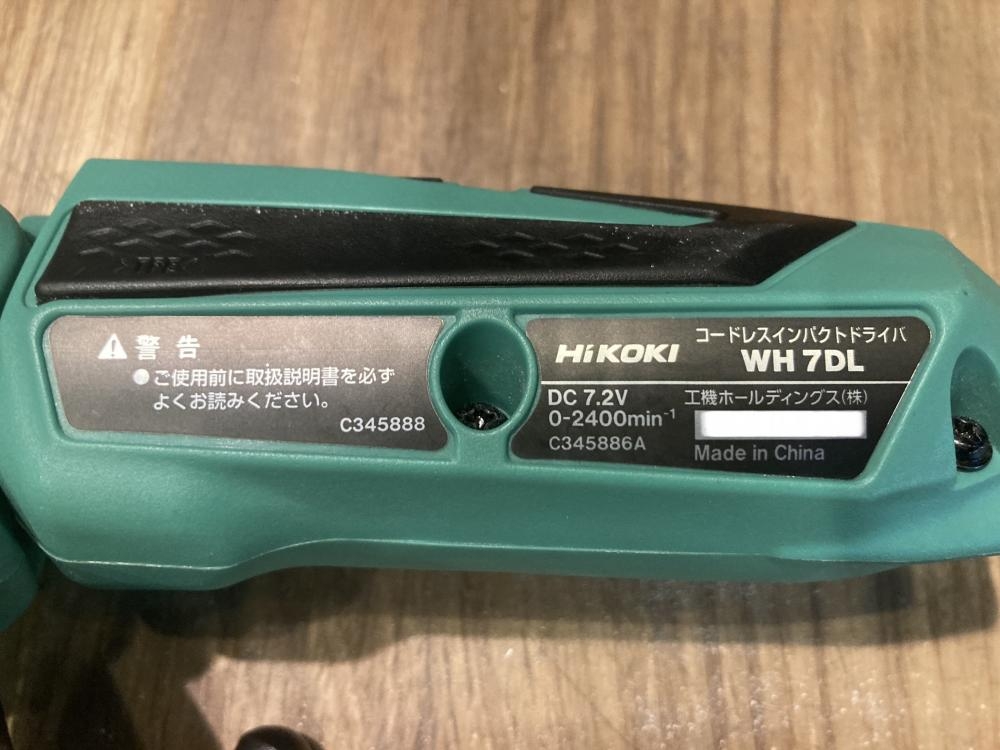 警告
●ご使用前に取扱説明書を必ず
よくお読みください。
C345888
HiKOKI
コードレスインパクトドライバ
WH 7DL
DC 7.2V
0-2400min⁻¹
C345886A
工機ホールディングス(株)
Made in China